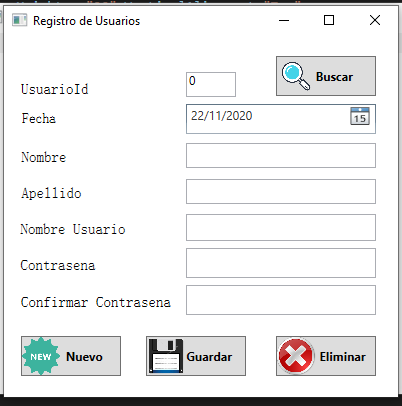 Registro de Usuarios
Buscar
UsuarioId 0
Fecha 22/11/2020 15
Nombre
Apellido
Nombre Usuario
Contrasena
Confirmar Contrasena
NEW Nuevo Guardar Eliminar